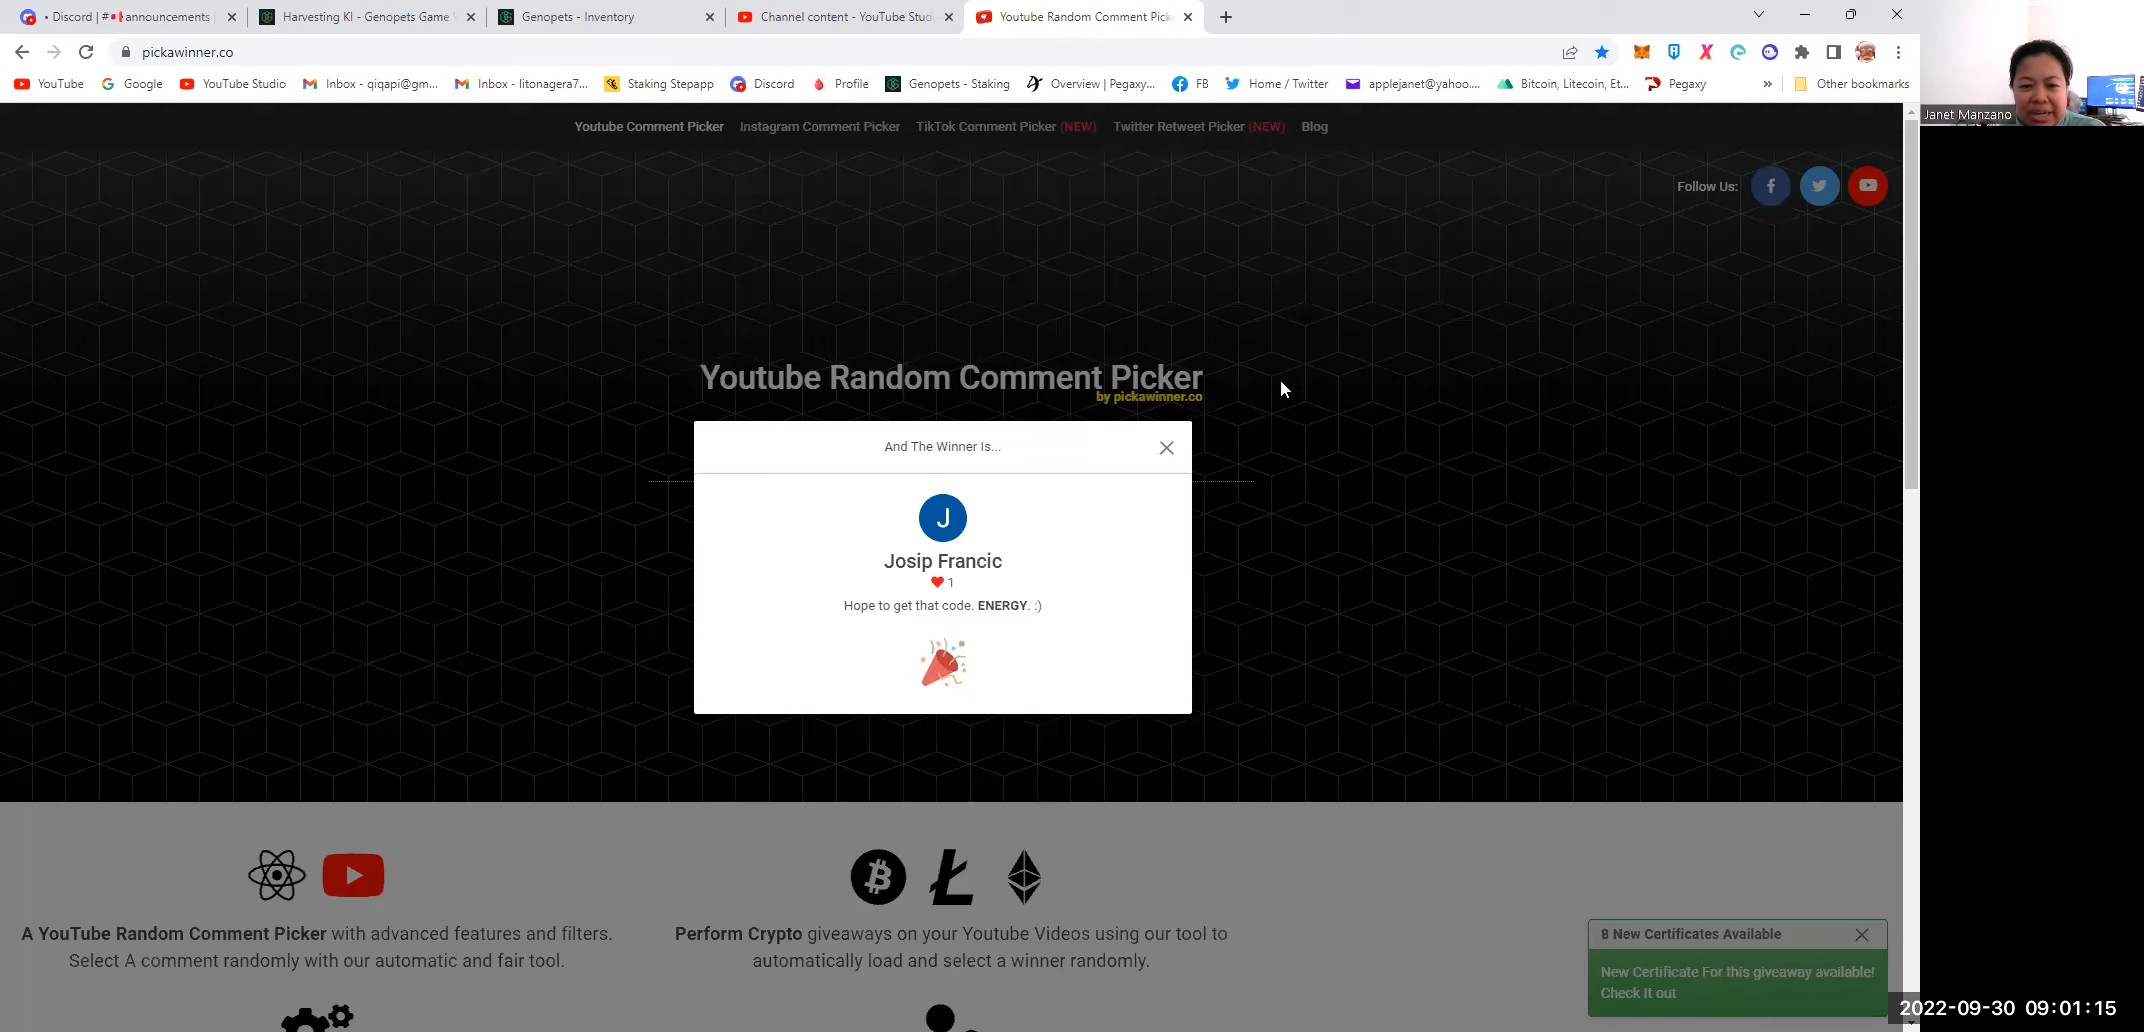 • Discord | # announcements |
Harvesting KI - Genopets Game
Genopets - Inventory
Channel content - YouTube Stud
Youtube Random Comment Pick
pickawinner.co
YouTube
Google
YouTube Studio
Inbox - qiqapi@gm...
Inbox - litonagera7...
Staking Stepapp
Discord
Profile
Genopets - Staking
Overview | Pegaxy...
FB
Home / Twitter
applejanet@yahoo....
Bitcoin, Litecoin, Et...
Pegaxy
»
Other bookmarks
Janet Manzano
Youtube Comment Picker
Instagram Comment Picker
TikTok Comment Picker (NEW)
Twitter Retweet Picker (NEW)
Blog
Follow Us:
Youtube Random Comment Picker
by pickawinner.co
And The Winner Is...
J
Josip Francic
1
Hope to get that code. ENERGY. :)
A YouTube Random Comment Picker with advanced features and filters.
Select A comment randomly with our automatic and fair tool.
Perform Crypto giveaways on your Youtube Videos using our tool to
automatically load and select a winner randomly.
8 New Certificates Available
New Certificate For this giveaway available!
Check It out
2022-09-30 09:01:15